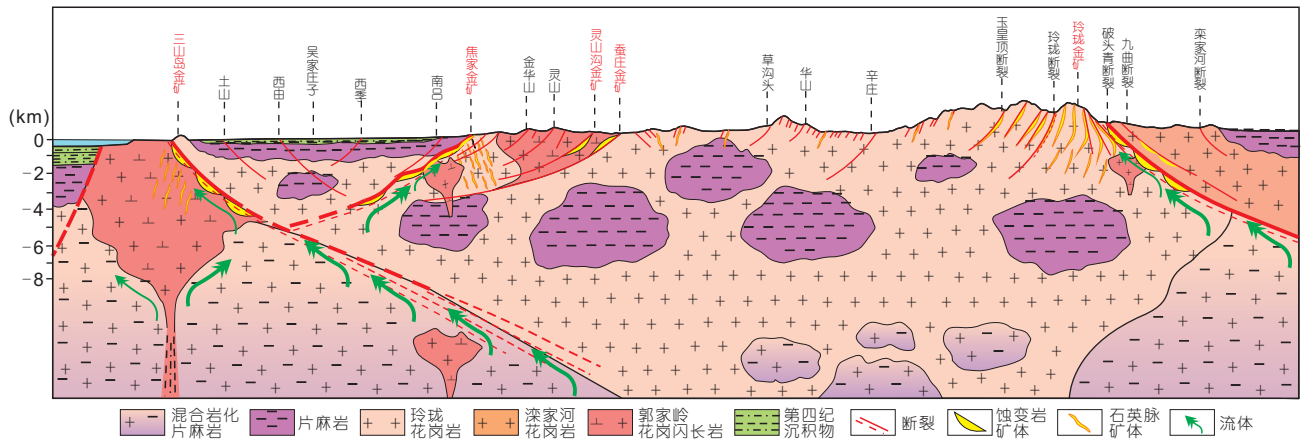 三山岛金矿
土山
西由
吴家庄子
西季
南吕
焦家金矿
金华山
灵山
灵山沟金矿
蚕庄金矿
草沟头
华山
辛庄
玉皇顶断裂
玲珑断裂
玲珑金矿
破头青断裂
九曲断裂
栾家河断裂
(km)
0
−2
−4
−6
−8
混合岩化
片麻岩
片麻岩
玲珑
花岗岩
滦家河
花岗岩
郭家岭
花岗闪长岩
第四纪
沉积物
断裂
蚀变岩
矿体
石英脉
矿体
流体